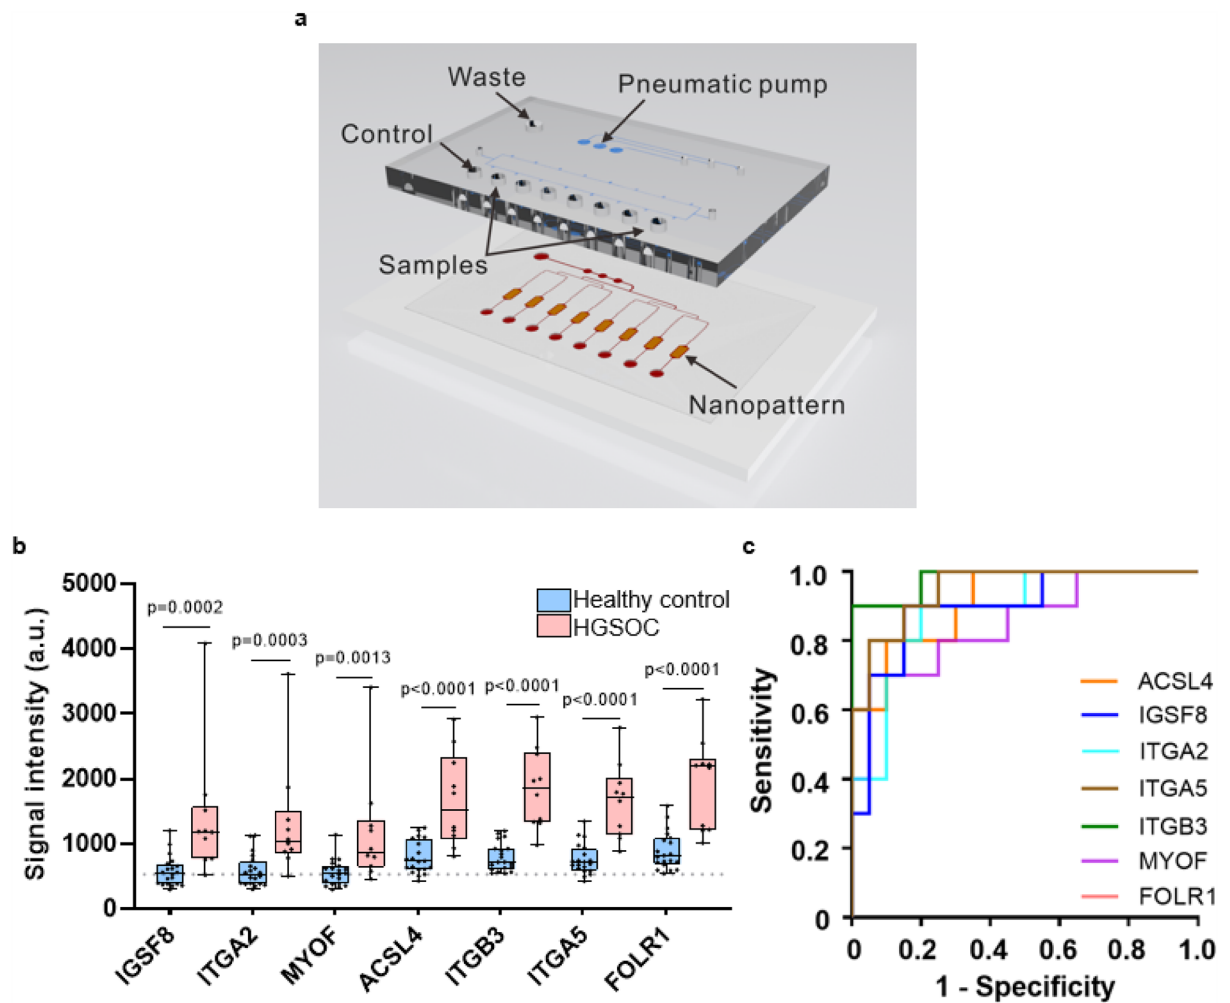 a
Waste
Pneumatic pump
Control
Samples
Nanopattern
b
Signal intensity (a.u.)
5000
4000
3000
2000
1000
0
Healthy control
HGSOC
p=0.0002
p=0.0003
p=0.0013
p<0.0001
p<0.0001
p<0.0001
p<0.0001
IGSF8
ITGA2
MYOF
ACSL4
ITGB3
ITGA5
FOLR1
c
Sensitivity
1.0
0.8
0.6
0.4
0.2
0
ACSL4
IGSF8
ITGA2
ITGA5
ITGB3
MYOF
FOLR1
0
0.2
0.4
0.6
0.8
1.0
1 - Specificity